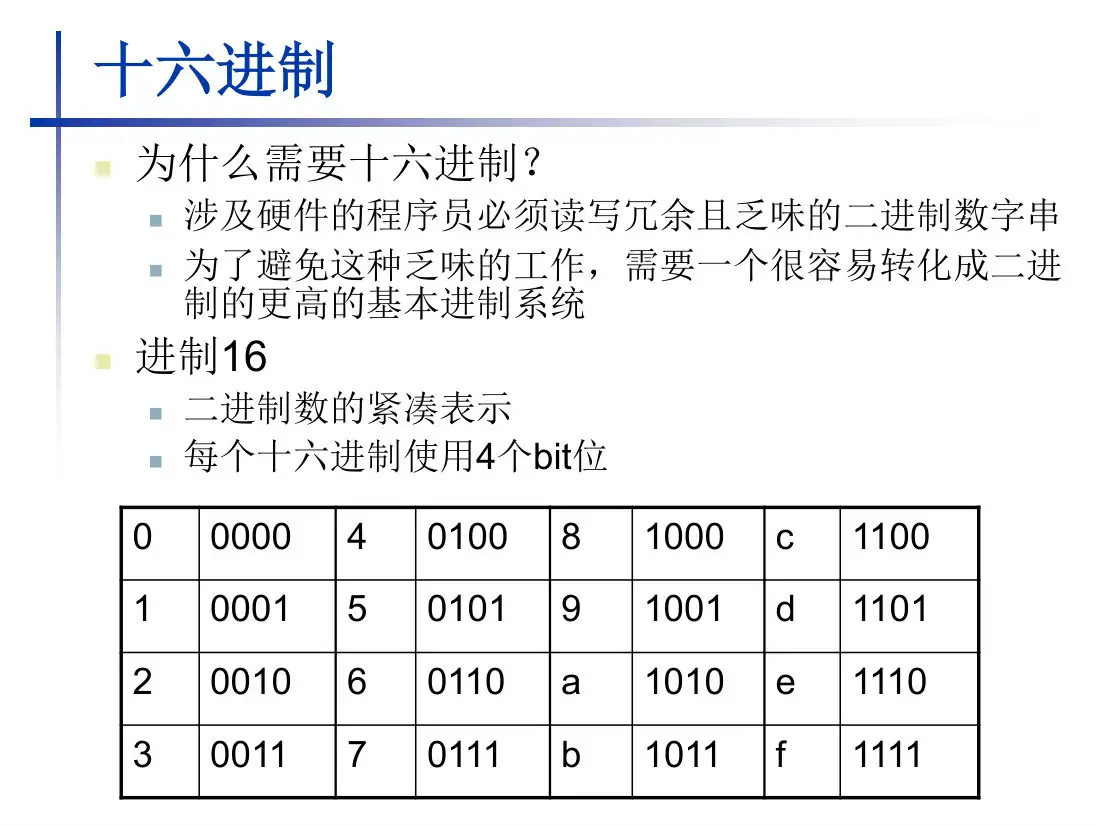 十六进制
为什么需要十六进制？
涉及硬件的程序员必须读写冗余且乏味的二进制数字串
为了避免这种乏味的工作，需要一个很容易转化成二进
制的更高的基本进制系统
进制16
二进制数的紧凑表示
每个十六进制使用4个bit位
0 0000 4 0100 8 1000 c 1100
1 0001 5 0101 9 1001 d 1101
2 0010 6 0110 a 1010 e 1110
3 0011 7 0111 b 1011 f 1111